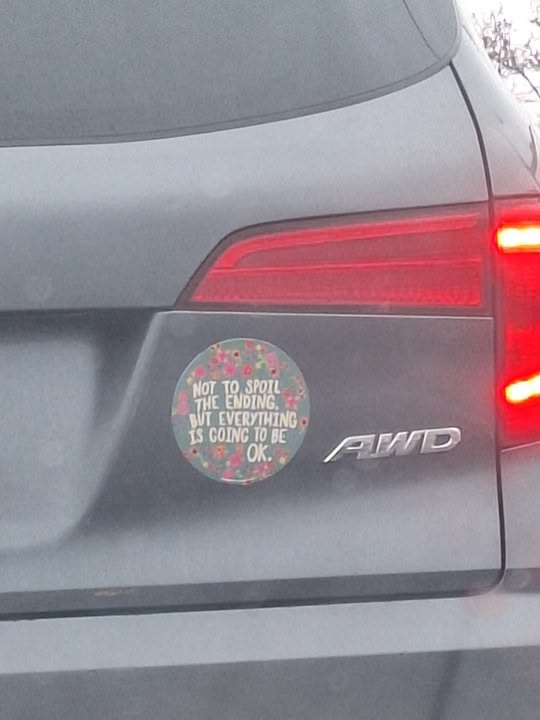 NOT TO SPOIL
THE ENDING,
BUT EVERYTHING
IS GOING TO BE
OK.
AWD